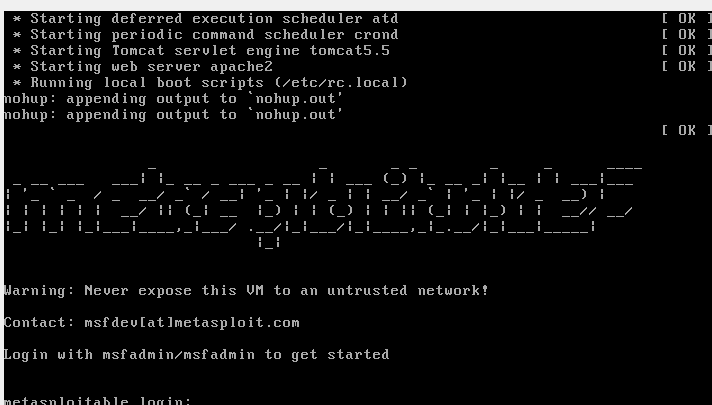 * Starting deferred execution scheduler atd [ OK ]
* Starting periodic command scheduler crond [ OK ]
* Starting Tomcat servlet engine tomcat5.5 [ OK ]
* Starting web server apache2 [ OK ]
* Running local boot scripts (/etc/rc.local)
nohup: appending output to `nohup.out'
nohup: appending output to `nohup.out'
[ OK ]
metasploitable2
Warning: Never expose this VM to an untrusted network!
Contact: msfdev[at]metasploit.com
Login with msfadmin/msfadmin to get started
metasploitable login: